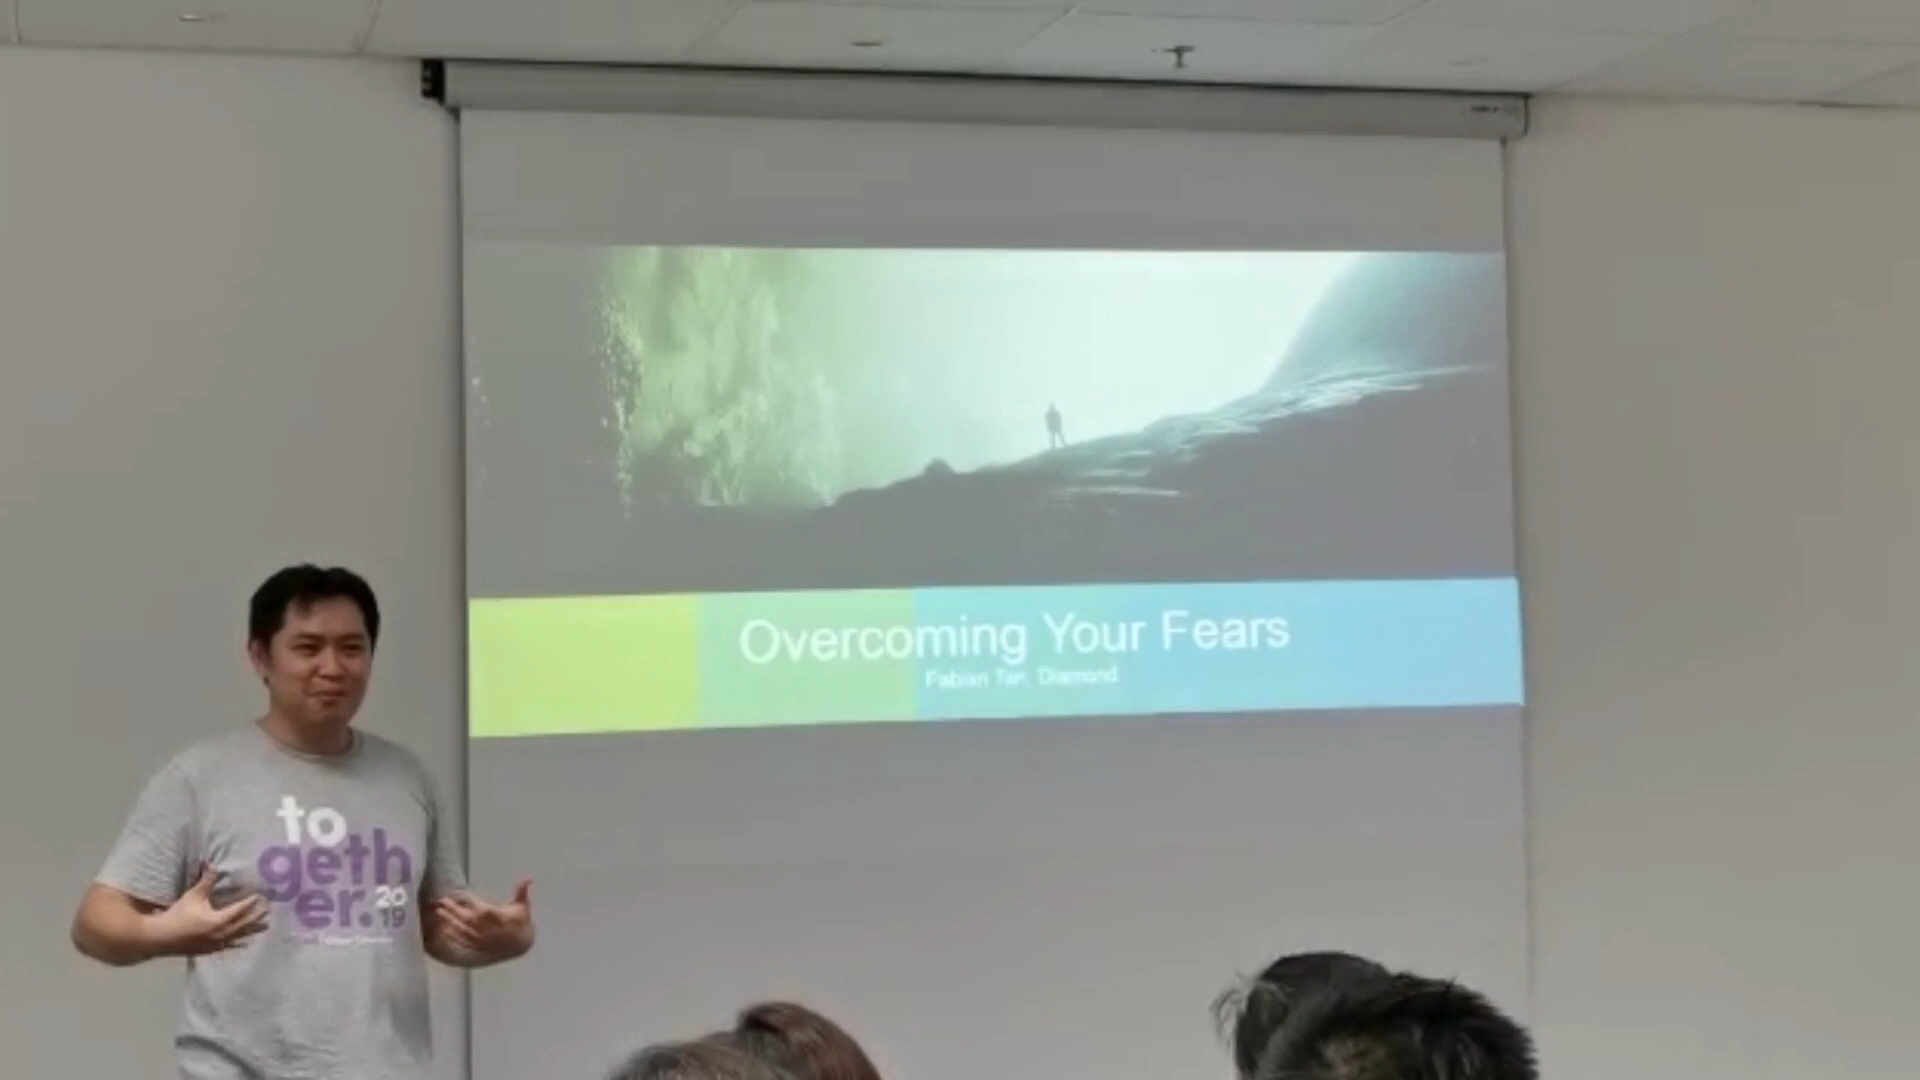 Overcoming Your Fears
Fabian Tan, Diamond
to
geth
er. 20
19